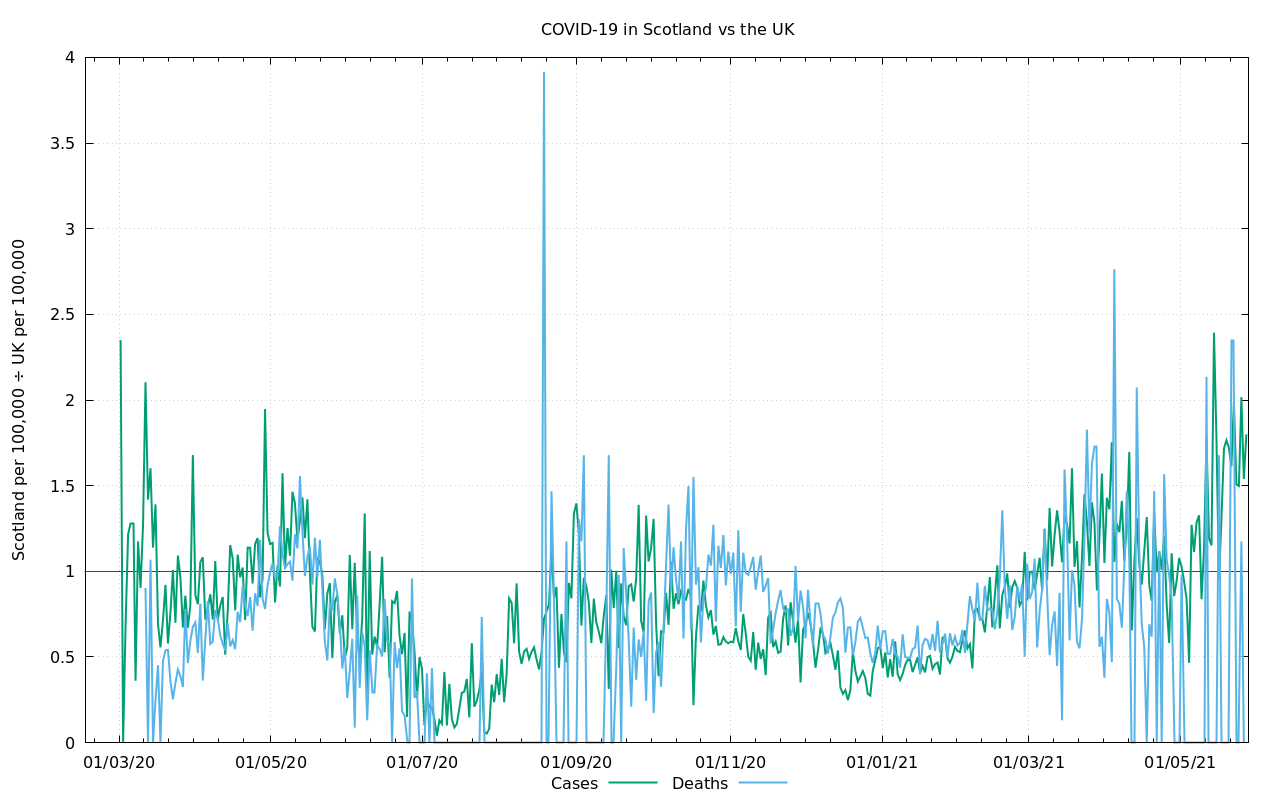 COVID-19 in Scotland vs the UK
Scotland per 100,000 ÷ UK per 100,000
4
3.5
3
2.5
2
1.5
1
0.5
0
01/03/20 01/05/20 01/07/20 01/09/20 01/11/20 01/01/21 01/03/21 01/05/21
Cases Deaths